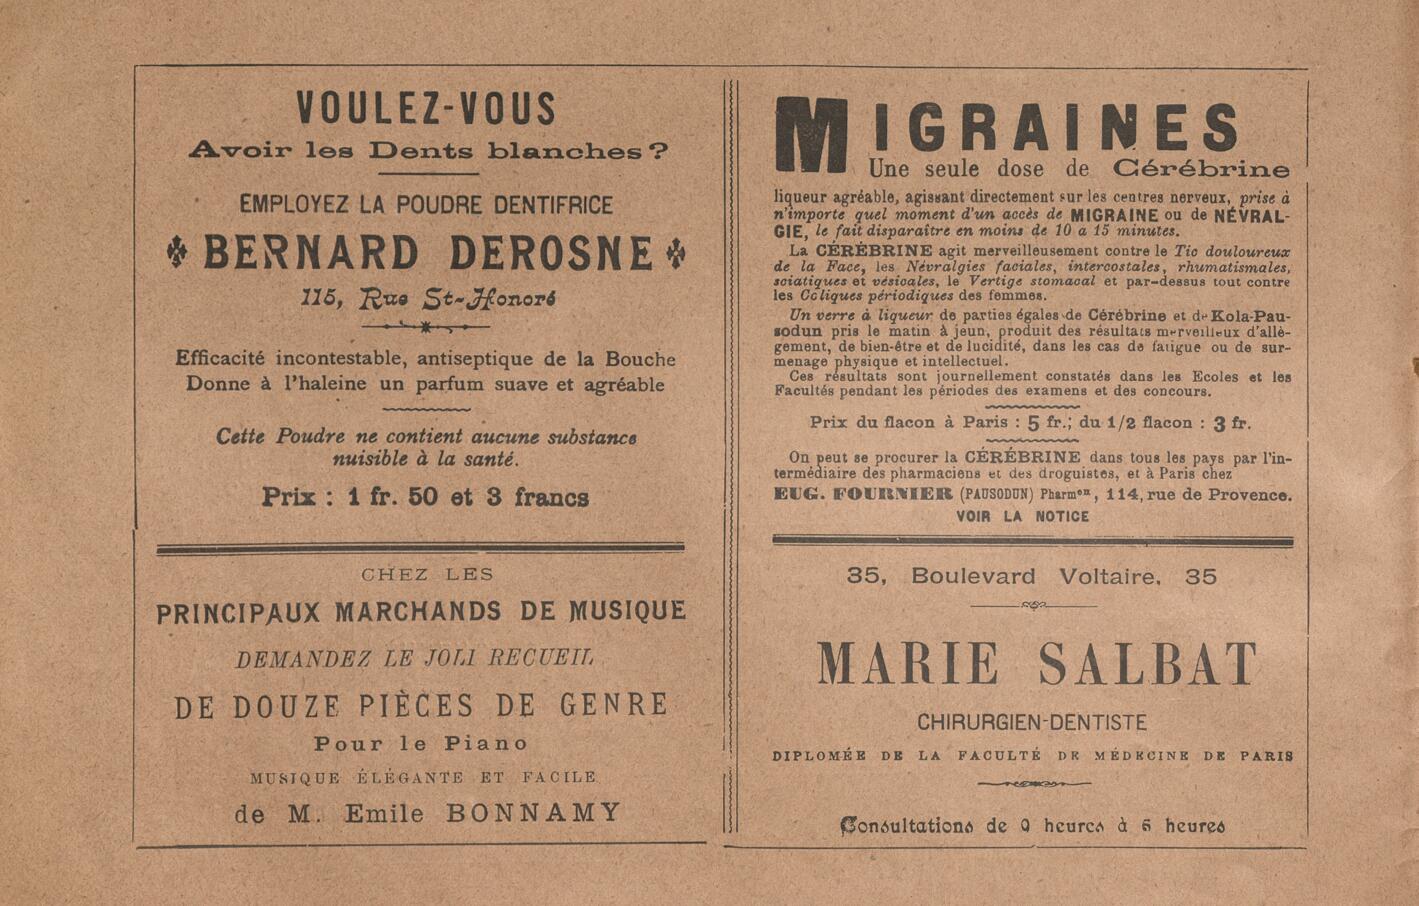 VOULEZ-VOUS
Avoir les Dents blanches ?
EMPLOYEZ LA POUDRE DENTIFRICE
BERNARD DEROSNE
115, Rue St-Honoré
Efficacité incontestable, antiseptique de la Bouche
Donne à l'haleine un parfum suave et agréable
Cette Poudre ne contient aucune substance
nuisible à la santé.
Prix : 1 fr. 50 et 3 francs
CHEZ LES
PRINCIPAUX MARCHANDS DE MUSIQUE
DEMANDEZ LE JOLI RECUEIL
DE DOUZE PIÈCES DE GENRE
Pour le Piano
MUSIQUE ÉLÉGANTE ET FACILE
de M. Emile BONNAMY
MIGRAINES
Une seule dose de Cérébrine
liqueur agréable, agissant directement sur les centres nerveux, prise à
n'importe quel moment d'un accès de MIGRAINE ou de NÉVRAL-
GIE, le fait disparaître en moins de 10 a 15 minutes.
La CÉRÉBRINE agit merveilleusement contre le Tic douloureux
de la Face, les Névralgies faciales, intercostales, rhumatismales,
sciatiques et vésicales, le Vertige stomacal et par-dessus tout contre
les Coliques périodiques des femmes.
Un verre à liqueur de parties égales de Cérébrine et de Kola-Pau-
sodun pris le matin à jeun, produit des résultats merveilleux d'allè-
gement, de bien-être et de lucidité, dans les cas de fatigue ou de sur-
menage physique et intellectuel.
Ces résultats sont journellement constatés dans les Ecoles et les
Facultés pendant les périodes des examens et des concours.
Prix du flacon à Paris : 5 fr.; du 1/2 flacon : 3 fr.
On peut se procurer la CÉRÉBRINE dans tous les pays par l'in-
termédiaire des pharmaciens et des droguistes, et à Paris chez
EUG. FOURNIER (PAUSODUN) Pharmen, 114, rue de Provence.
VOIR LA NOTICE
35, Boulevard Voltaire, 35
MARIE SALBAT
CHIRURGIEN-DENTISTE
DIPLOMÉE DE LA FACULTÉ DE MÉDECINE DE PARIS
Consultations de 9 heures à 6 heures